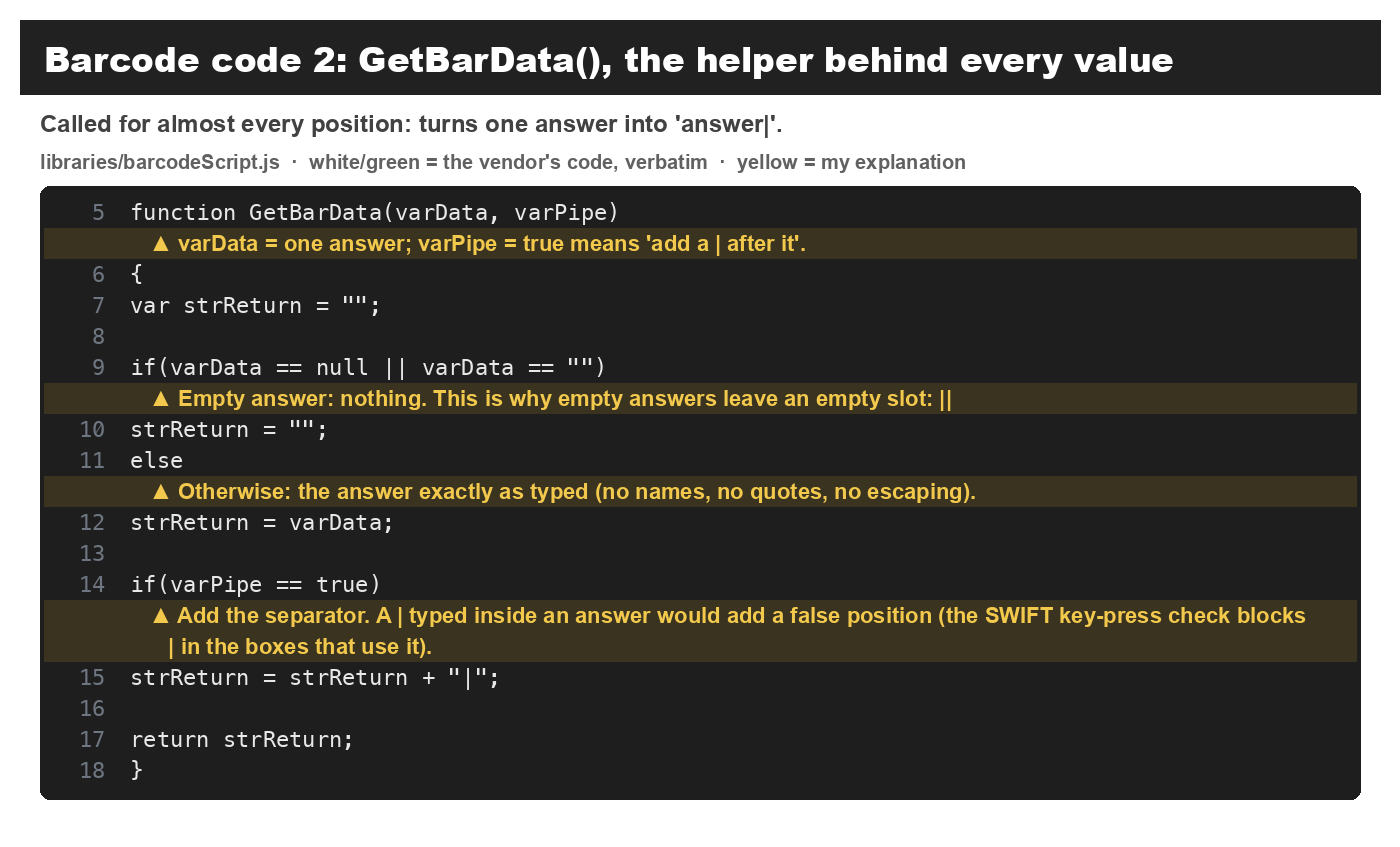 Barcode code 2: GetBarData(), the helper behind every value
Called for almost every position: turns one answer into 'answer|'.
libraries/barcodeScript.js · white/green = the vendor's code, verbatim · yellow = my explanation
5 function GetBarData(varData, varPipe)
▲ varData = one answer; varPipe = true means 'add a | after it'.
6 {
7 var strReturn = "";
8
9 if(varData == null || varData == "")
▲ Empty answer: nothing. This is why empty answers leave an empty slot: ||
10 strReturn = "";
11 else
▲ Otherwise: the answer exactly as typed (no names, no quotes, no escaping).
12 strReturn = varData;
13
14 if(varPipe == true)
▲ Add the separator. A | typed inside an answer would add a false position (the SWIFT key-press check blocks
| in the boxes that use it).
15 strReturn = strReturn + "|";
16
17 return strReturn;
18 }